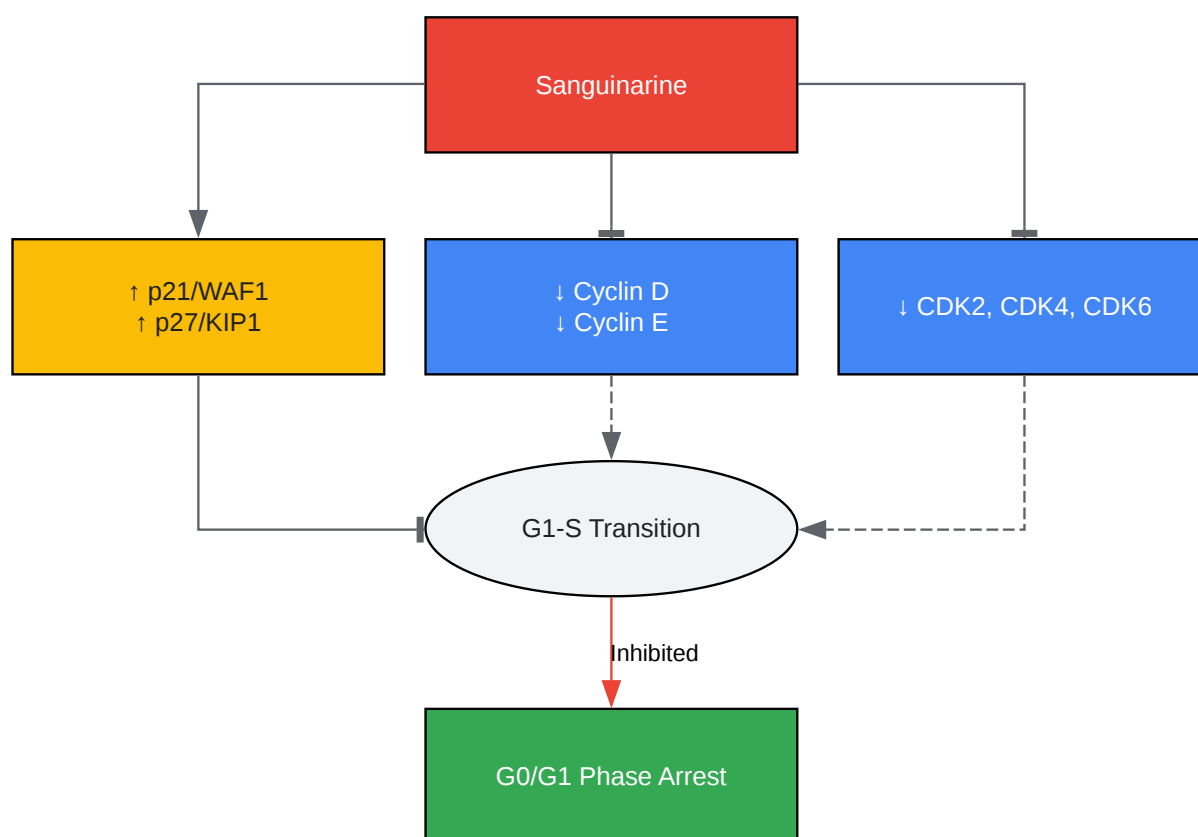 Sanguinarine
↑ p21/WAF1
↑ p27/KIP1
↓ Cyclin D
↓ Cyclin E
↓ CDK2, CDK4, CDK6
G1-S Transition
Inhibited
G0/G1 Phase Arrest